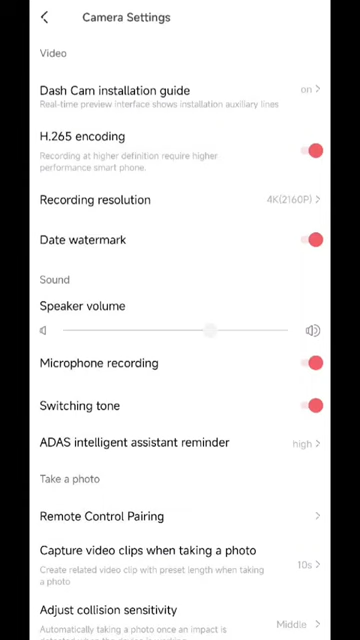 Camera Settings
Video
Dash Cam installation guide
on
Real-time preview interface shows installation auxiliary lines
H.265 encoding
Recording at higher definition require higher
performance smart phone.
Recording resolution
4K(2160P)
Date watermark
Sound
Speaker volume
Microphone recording
Switching tone
ADAS intelligent assistant reminder
high
Take a photo
Remote Control Pairing
Capture video clips when taking a photo
10s
Create related video clip with preset length when taking
a photo
Adjust collision sensitivity
Middle
Automatically taking a photo once an impact is